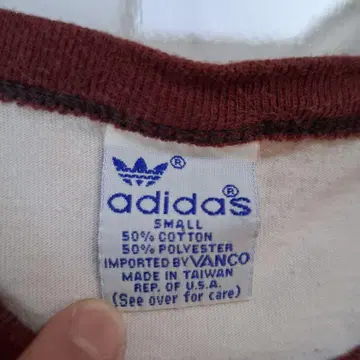 ®
adidas®
SMALL
50% COTTON
50% POLYESTER
IMPORTED BY VANCO
MADE IN TAIWAN
REP. OF U.S.A.
(See over for care)